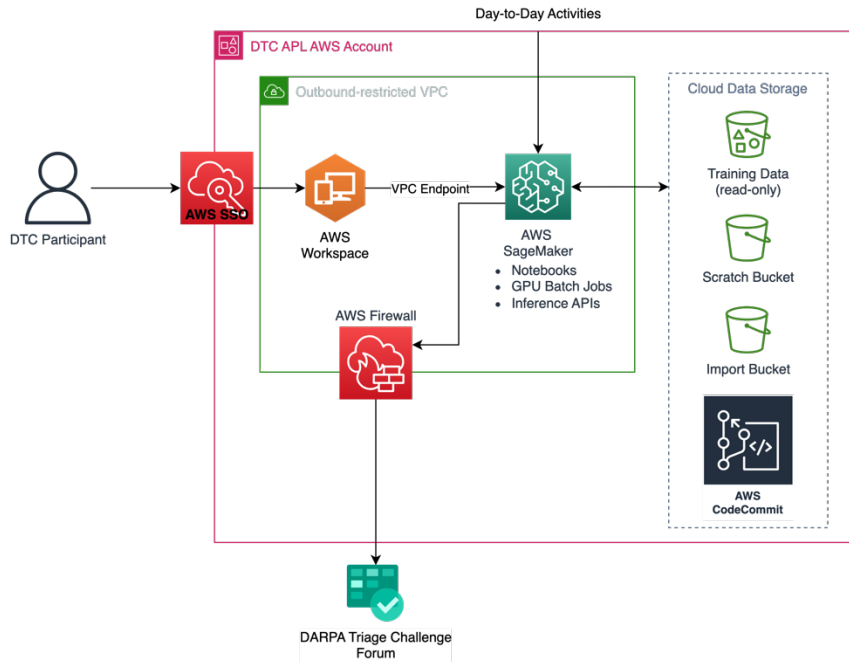 Day-to-Day Activities
DTC APL AWS Account
Outbound-restricted VPC
Cloud Data Storage
Training Data
(read-only)
Scratch Bucket
Import Bucket
AWS
CodeCommit
DTC Participant
AWS SSO
AWS
Workspace
VPC Endpoint
AWS
SageMaker
• Notebooks
• GPU Batch Jobs
• Inference APIs
AWS Firewall
DARPA Triage Challenge
Forum